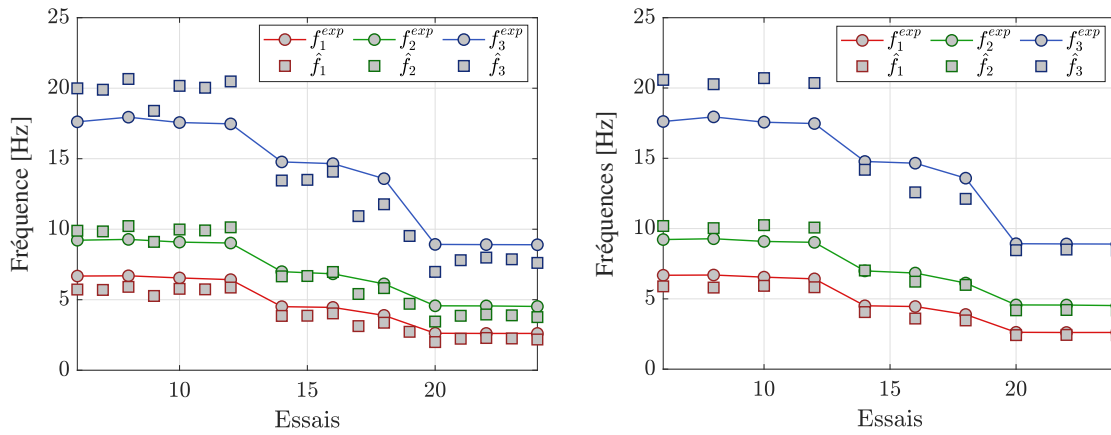 25
20
15
10
5
0
Fréquence [Hz]
f_1^{exp} f_2^{exp} f_3^{exp}
f̂_1 f̂_2 f̂_3
10 15 20
Essais
25
20
15
10
5
0
Fréquences [Hz]
f_1^{exp} f_2^{exp} f_3^{exp}
f̂_1 f̂_2 f̂_3
10 15 20
Essais